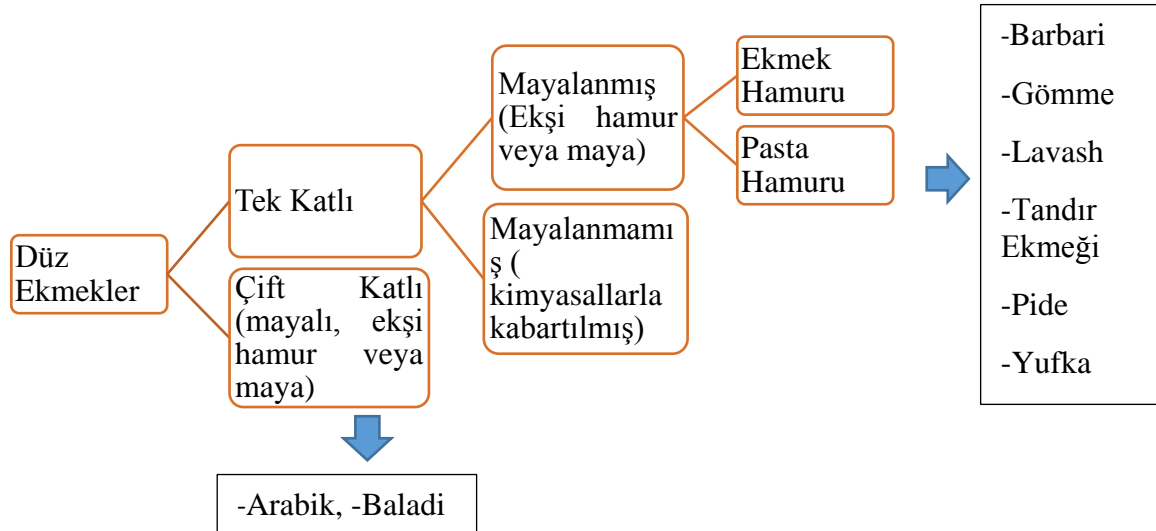 Düz
Ekmekler
Tek Katlı
Çift Katlı
(mayalı, ekşi
hamur veya
maya)
Mayalanmış
(Ekşi hamur
veya maya)
Mayalanmamı
ş (
kimyasallarla
kabartılmış)
Ekmek
Hamuru
Pasta
Hamuru
-Barbari
-Gömme
-Lavash
-Tandır
Ekmeği
-Pide
-Yufka
-Arabik, -Baladi